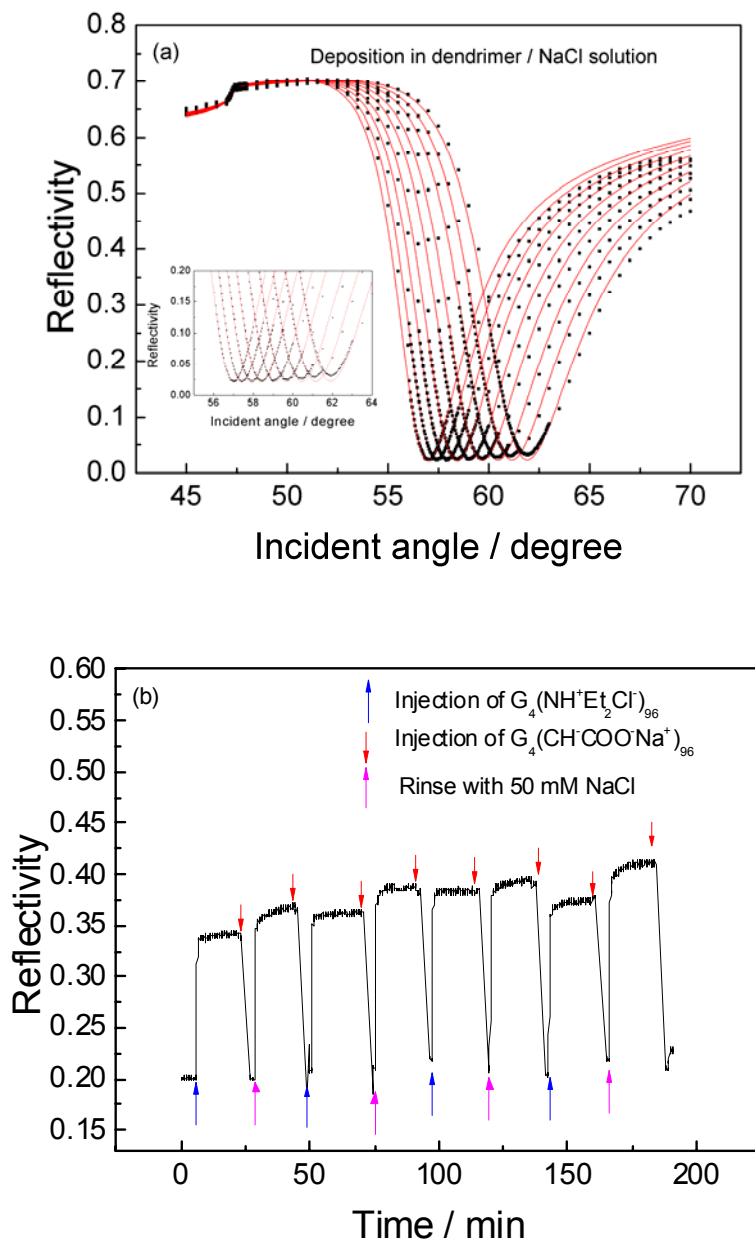 (a)
Deposition in dendrimer / NaCl solution
0.8
0.7
0.6
0.5
0.4
0.3
0.2
0.1
0.0
Reflectivity
45 50 55 60 65 70
Incident angle / degree
0.20
0.15
0.10
0.05
0.00
Reflectivity
56 58 60 62 64
Incident angle / degree
(b)
Injection of G4(NH+Et2Cl-)96
Injection of G4(CH-COO-Na+)96
Rinse with 50 mM NaCl
0.60
0.55
0.50
0.45
0.40
0.35
0.30
0.25
0.20
0.15
Reflectivity
0 50 100 150 200
Time / min